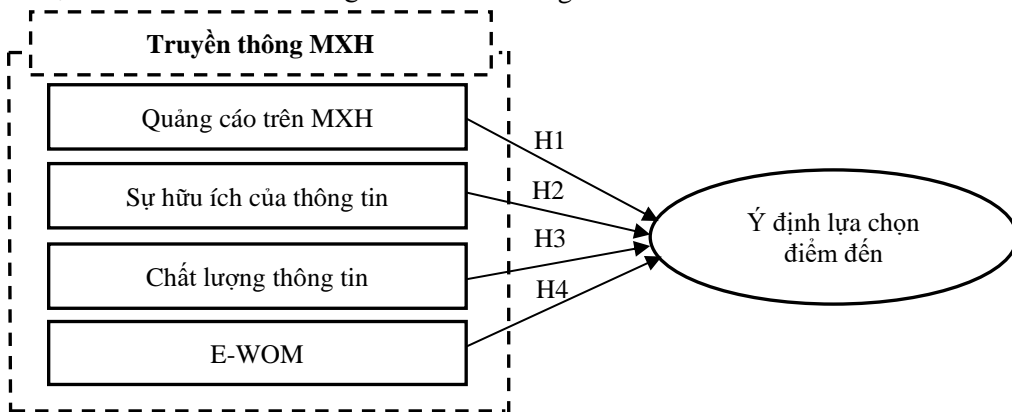 Truyền thông MXH
Quảng cáo trên MXH
H1
Sự hữu ích của thông tin
H2
Ý định lựa chọn
điểm đến
H3
Chất lượng thông tin
H4
E-WOM